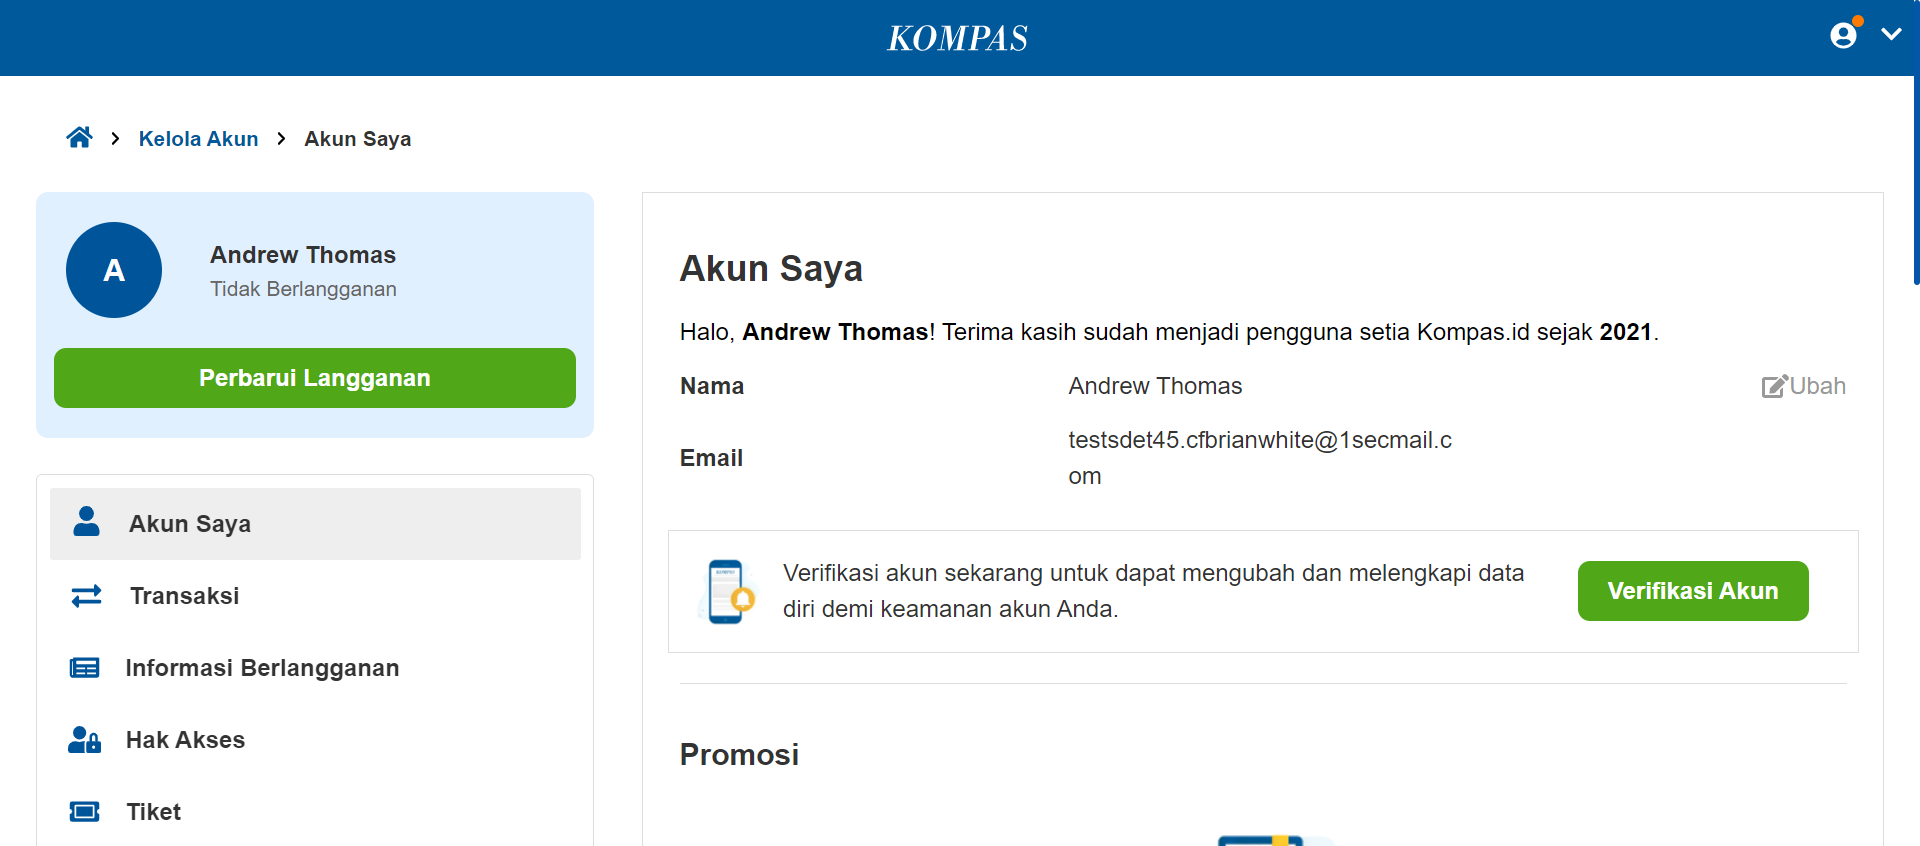 KOMPAS
Kelola Akun
Akun Saya
A
Andrew Thomas
Tidak Berlangganan
Perbarui Langganan
Akun Saya
Transaksi
Informasi Berlangganan
Hak Akses
Tiket
Akun Saya
Halo, Andrew Thomas! Terima kasih sudah menjadi pengguna setia Kompas.id sejak 2021.
Nama
Andrew Thomas
Ubah
Email
testsdet45.cfbrianwhite@1secmail.c
om
Verifikasi akun sekarang untuk dapat mengubah dan melengkapi data
diri demi keamanan akun Anda.
Verifikasi Akun
Promosi